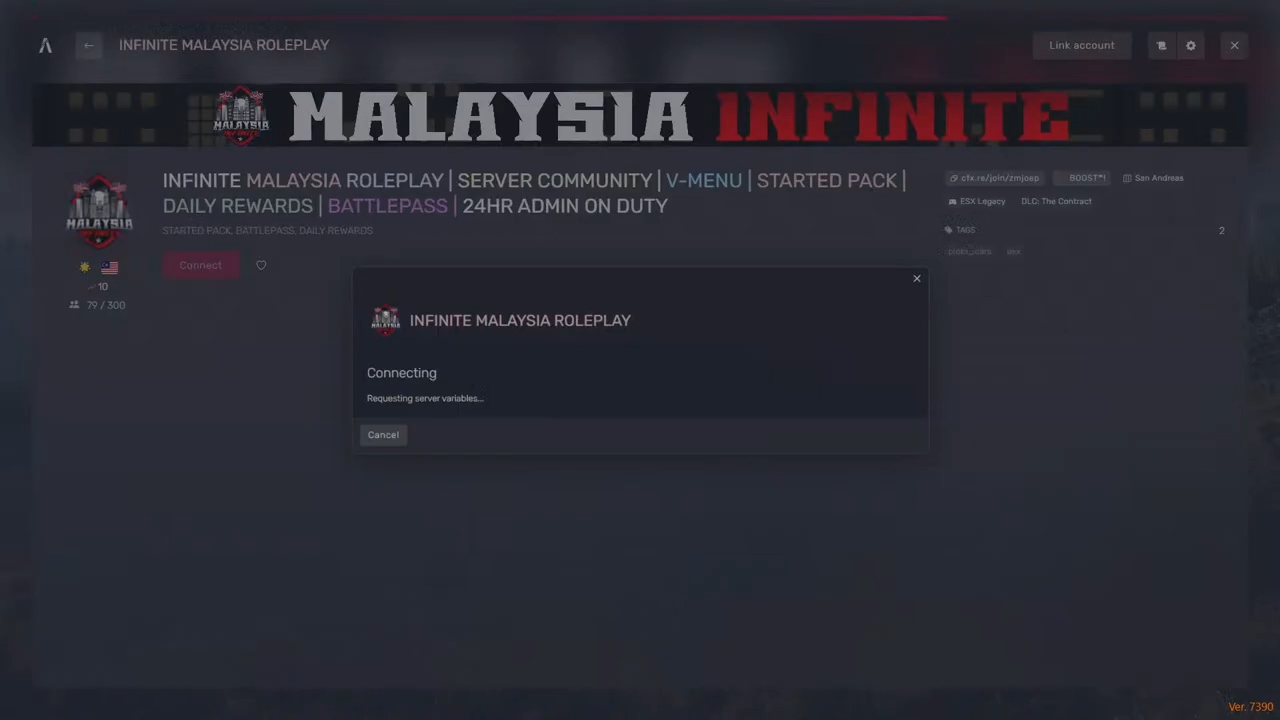 INFINITE MALAYSIA ROLEPLAY
Link account
MALAYSIA INFINITE
INFINITE MALAYSIA ROLEPLAY | SERVER COMMUNITY | V-MENU | STARTED PACK |
DAILY REWARDS | BATTLEPASS | 24HR ADMIN ON DUTY
STARTED PACK, BATTLEPASS, DAILY REWARDS
Connect
10
79 / 300
cfx.re/join/zmjoep
BOOST™!
San Andreas
ESX Legacy
DLC: The Contract
TAGS
2
esx
INFINITE MALAYSIA ROLEPLAY
Connecting
Requesting server variables...
Cancel
Ver. 7390